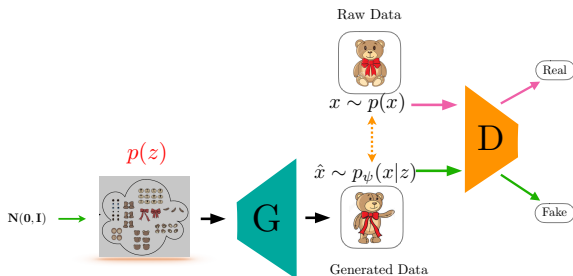 Raw Data
Real
x ∼ p(x)
D
p(z)
x̂ ∼ p_ψ(x|z)
N(0, I)
G
Fake
Generated Data